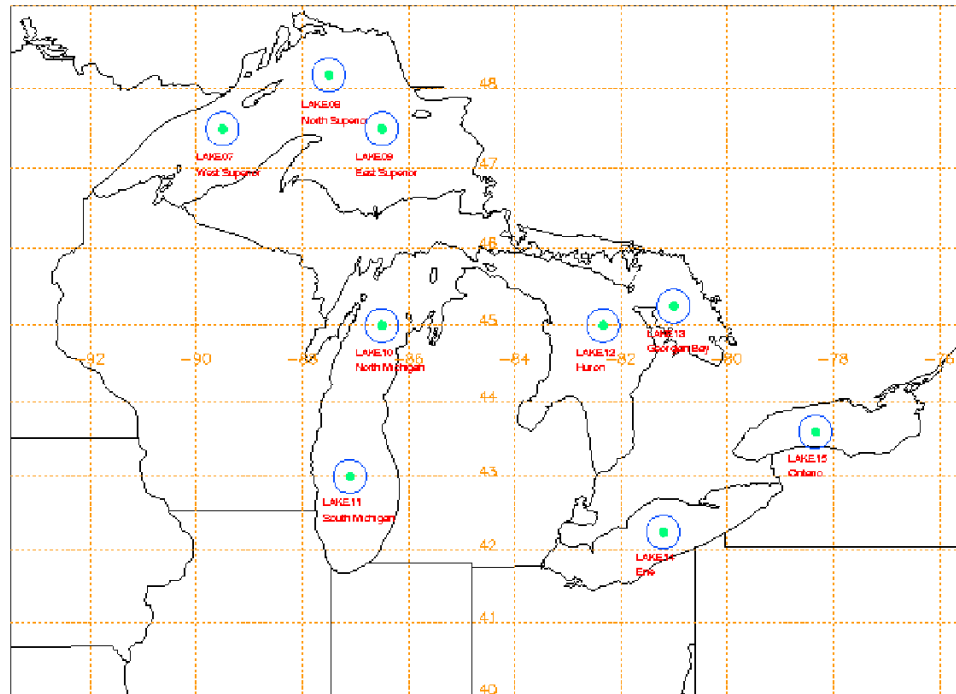 48
LAKE08
North Superior
LAKE07
West Superior
LAKE09
East Superior
47
46
45
LAKE10
North Michigan
LAKE12
Huron
LAKE13
Georgian Bay
-92
-90
-88
-86
-84
-82
-80
-78
-76
44
43
LAKE11
South Michigan
LAKE15
Ontario
42
LAKE14
Erie
41
40